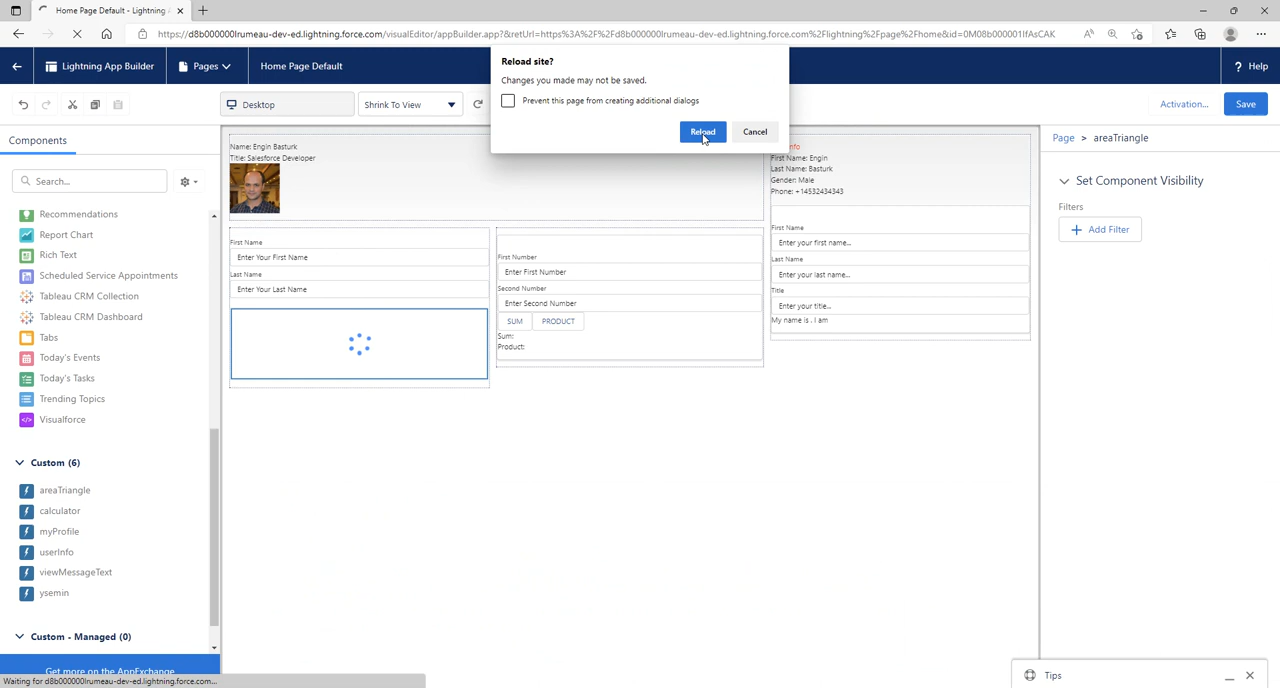 Home Page Default - Lightning
https://d8b000000lrumeau-dev-ed.lightning.force.com/visualEditor/appBuilder.app?&retUrl=https%3A%2F%2Fd8b000000lrumeau-dev-ed.lightning.force.com%2Flightning%2Fpage%2Fhome&id=0M08b000001IfAsCAK
Lightning App Builder
Pages
Home Page Default
? Help
Reload site?
Changes you made may not be saved.
Prevent this page from creating additional dialogs
Reload
Cancel
Desktop
Shrink To View
Activation...
Save
Components
Search...
Recommendations
Report Chart
Rich Text
Scheduled Service Appointments
Tableau CRM Collection
Tableau CRM Dashboard
Tabs
Today's Events
Today's Tasks
Trending Topics
Visualforce
Custom (6)
areaTriangle
calculator
myProfile
userInfo
viewMessageText
ysemin
Custom - Managed (0)
Get more on the AppExchange
Waiting for d8b000000lrumeau-dev-ed.lightning.force.com...
Name: Engin Basturk
Title: Salesforce Developer
First Name
Enter Your First Name
Last Name
Enter Your Last Name
First Number
Enter First Number
Second Number
Enter Second Number
SUM
PRODUCT
Sum:
Product:
First Name: Engin
Last Name: Basturk
Gender: Male
Phone: +14532434343
First Name
Enter your first name...
Last Name
Enter your last name...
Title
Enter your title...
My name is . I am
Page > areaTriangle
Set Component Visibility
Filters
Add Filter
Tips